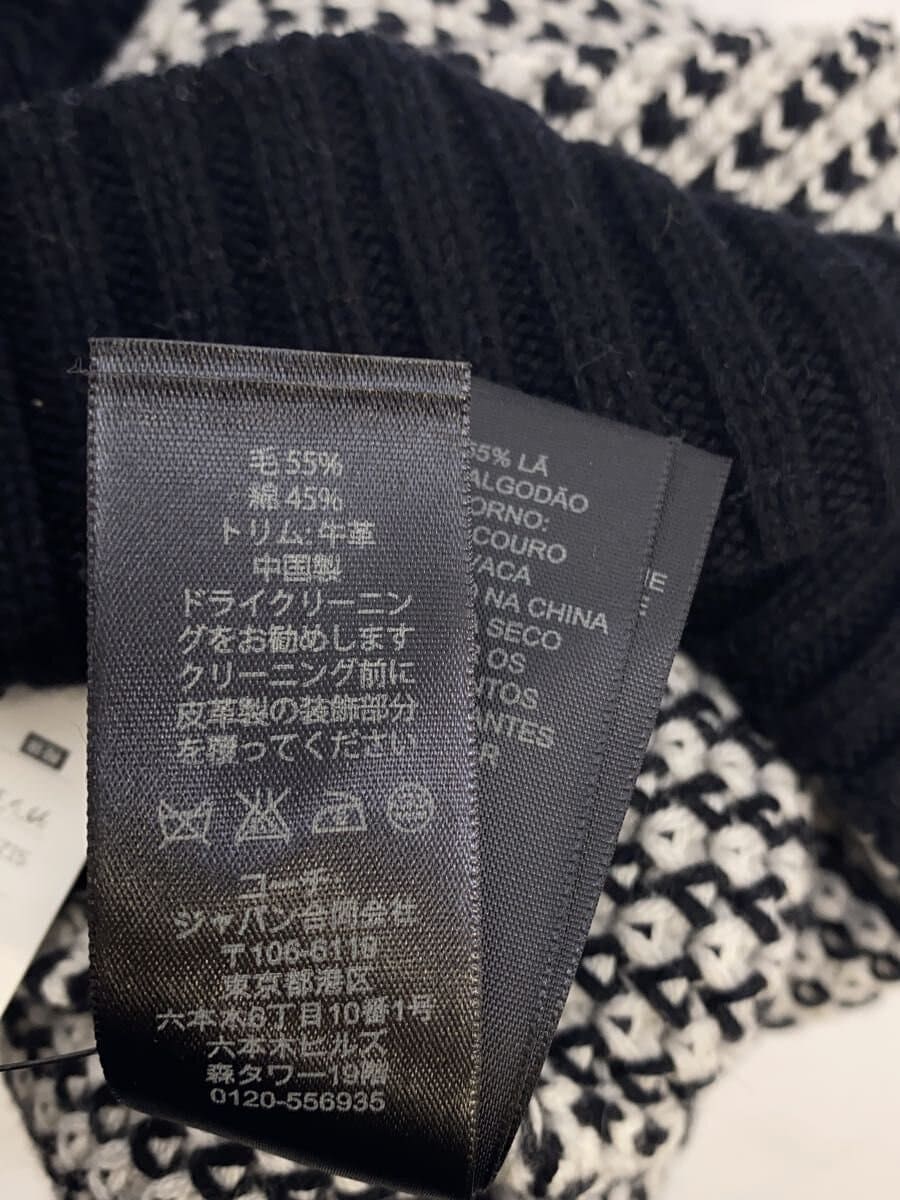 毛 55%
綿 45%
トリム: 牛革
中国製
ドライクリーニン
グをお勧めします
クリーニング前に
皮革製の装飾部分
を覆ってください
コーチ
ジャパン合同会社
〒106-6119
東京都港区
六本木6丁目10番1号
六本木ヒルズ
森タワー19階
0120-556935
55% LÃ
ALGODÃO
COURO
VACA
NA CHINA
SECO
OS